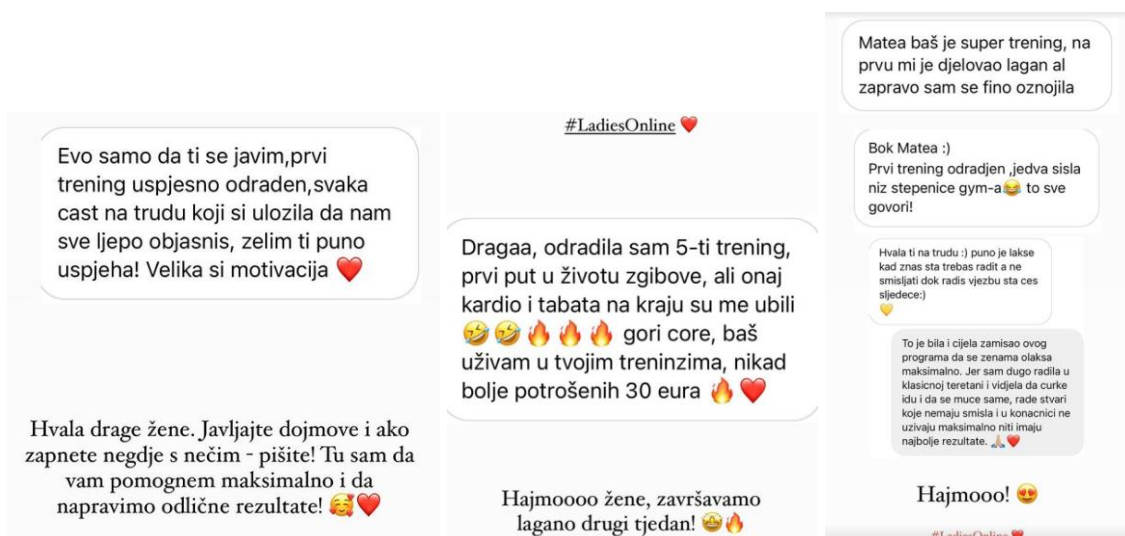 Evo samo da ti se javim,prvi
trening uspjesno odraden,svaka
cast na trudu koji si ulozila da nam
sve ljepo objasnis, zelim ti puno
uspjeha! Velika si motivacija ❤️
Hvala drage žene. Javljajte dojmove i ako
zapnete negdje s nečim - pišite! Tu sam da
vam pomognem maksimalno i da
napravimo odlične rezultate! 🥰❤️
#LadiesOnline ❤️
Dragaa, odradila sam 5-ti trening,
prvi put u životu zgibove, ali onaj
kardio i tabata na kraju su me ubili
🤣🤣🔥🔥🔥 gori core, baš
uživam u tvojim treninzima, nikad
bolje potrošenih 30 eura 🔥❤️
Hajmoooo žene, završavamo
lagano drugi tjedan! 🤩🔥
Matea baš je super trening, na
prvu mi je djelovao lagan al
zapravo sam se fino oznojila
Bok Matea :)
Prvi trening odradjen ,jedva sisla
niz stepenice gym-a😂 to sve
govori!
Hvala ti na trudu :) puno je lakse
kad znas sta trebas radit a ne
smisljati dok radis vjezbu sta ces
sljedece:)
💛
To je bila i cijela zamisao ovog
programa da se zenama olaksa
maksimalno. Jer sam dugo radila u
klasicnoj teretani i vidjela da curke
idu i da se muce same, rade stvari
koje nemaju smisla i u konacnici ne
uzivaju maksimalno niti imaju
najbolje rezultate. 🙏🏼❤️
Hajmooo! 😍
#LadiesOnline ❤️